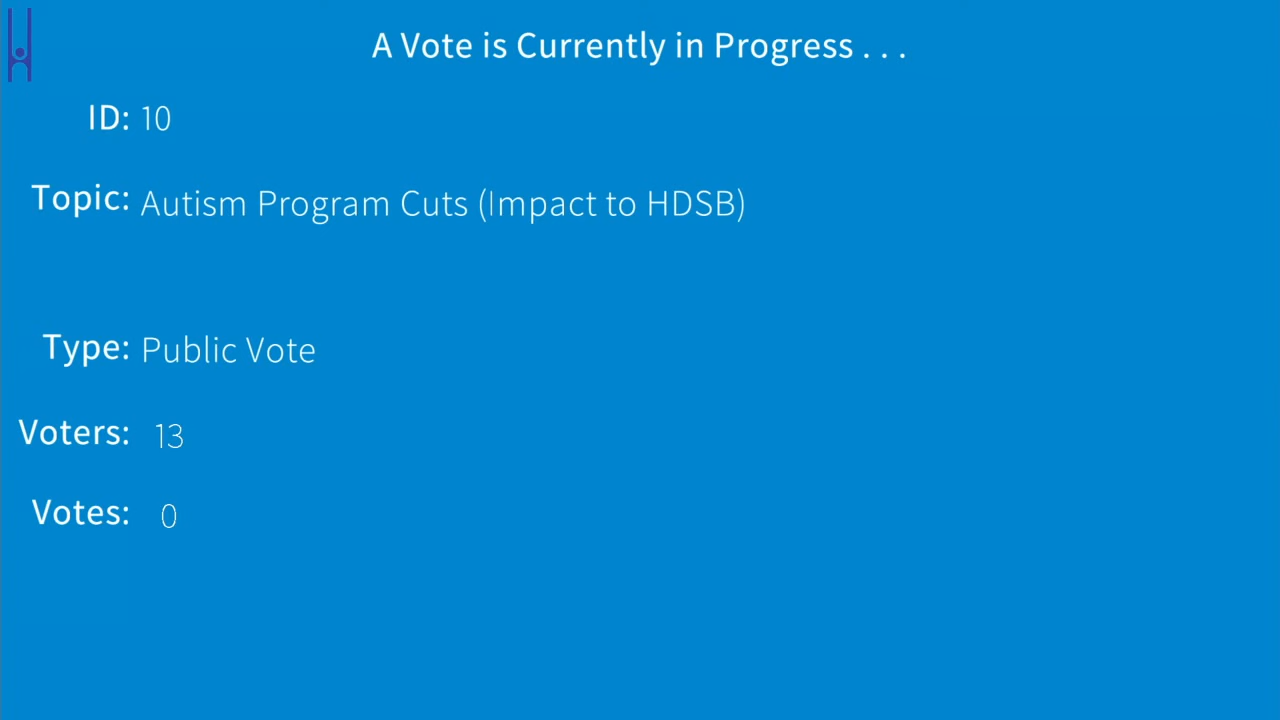 A Vote is Currently in Progress . . .
ID: 10
Topic: Autism Program Cuts (Impact to HDSB)
Type: Public Vote
Voters: 13
Votes: 0